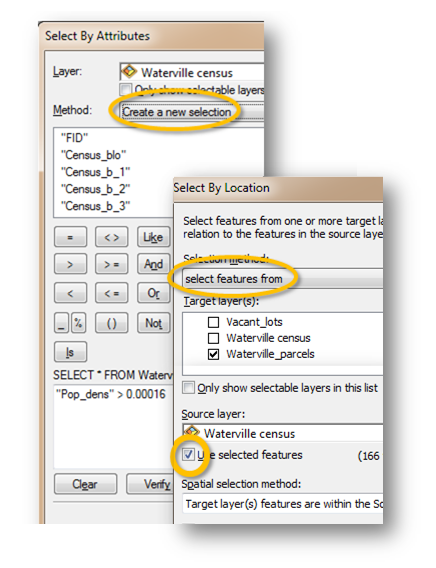 Select By Attributes
Layer:
Waterville census
Only show selectable layers
Method:
Create a new selection
"FID"
"Census_blo"
"Census_b_1"
"Census_b_2"
"Census_b_3"
= <> Like
> >= And
< <= Or
_ % () Not
Is
SELECT * FROM Waterv
"Pop_dens" > 0.00016
Clear Verify
Select By Location
Select features from one or more target la
relation to the features in the source laye
Selection method:
select features from
Target layer(s):
Vacant_lots
Waterville census
Waterville_parcels
Only show selectable layers in this list
Source layer:
Waterville census
Use selected features (166
Spatial selection method:
Target layer(s) features are within the So